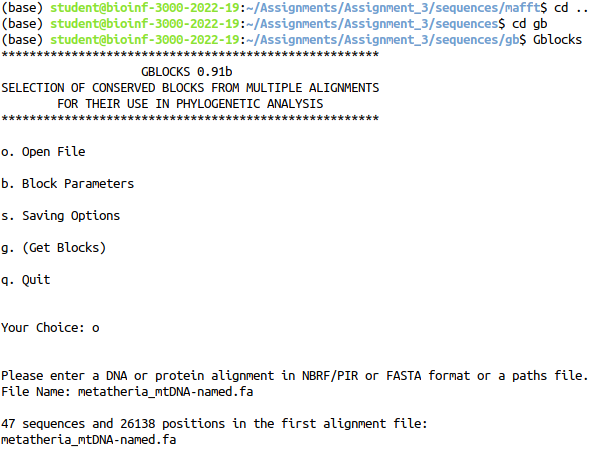 (base) student@bioinf-3000-2022-19:~/Assignments/Assignment_3/sequences/mafft$ cd ..
(base) student@bioinf-3000-2022-19:~/Assignments/Assignment_3/sequences$ cd gb
(base) student@bioinf-3000-2022-19:~/Assignments/Assignment_3/sequences/gb$ Gblocks
******************************************************
GBLOCKS 0.91b
SELECTION OF CONSERVED BLOCKS FROM MULTIPLE ALIGNMENTS
FOR THEIR USE IN PHYLOGENETIC ANALYSIS
******************************************************
o. Open File
b. Block Parameters
s. Saving Options
g. (Get Blocks)
q. Quit
Your Choice: o
Please enter a DNA or protein alignment in NBRF/PIR or FASTA format or a paths file.
File Name: metatheria_mtDNA-named.fa
47 sequences and 26138 positions in the first alignment file:
metatheria_mtDNA-named.fa